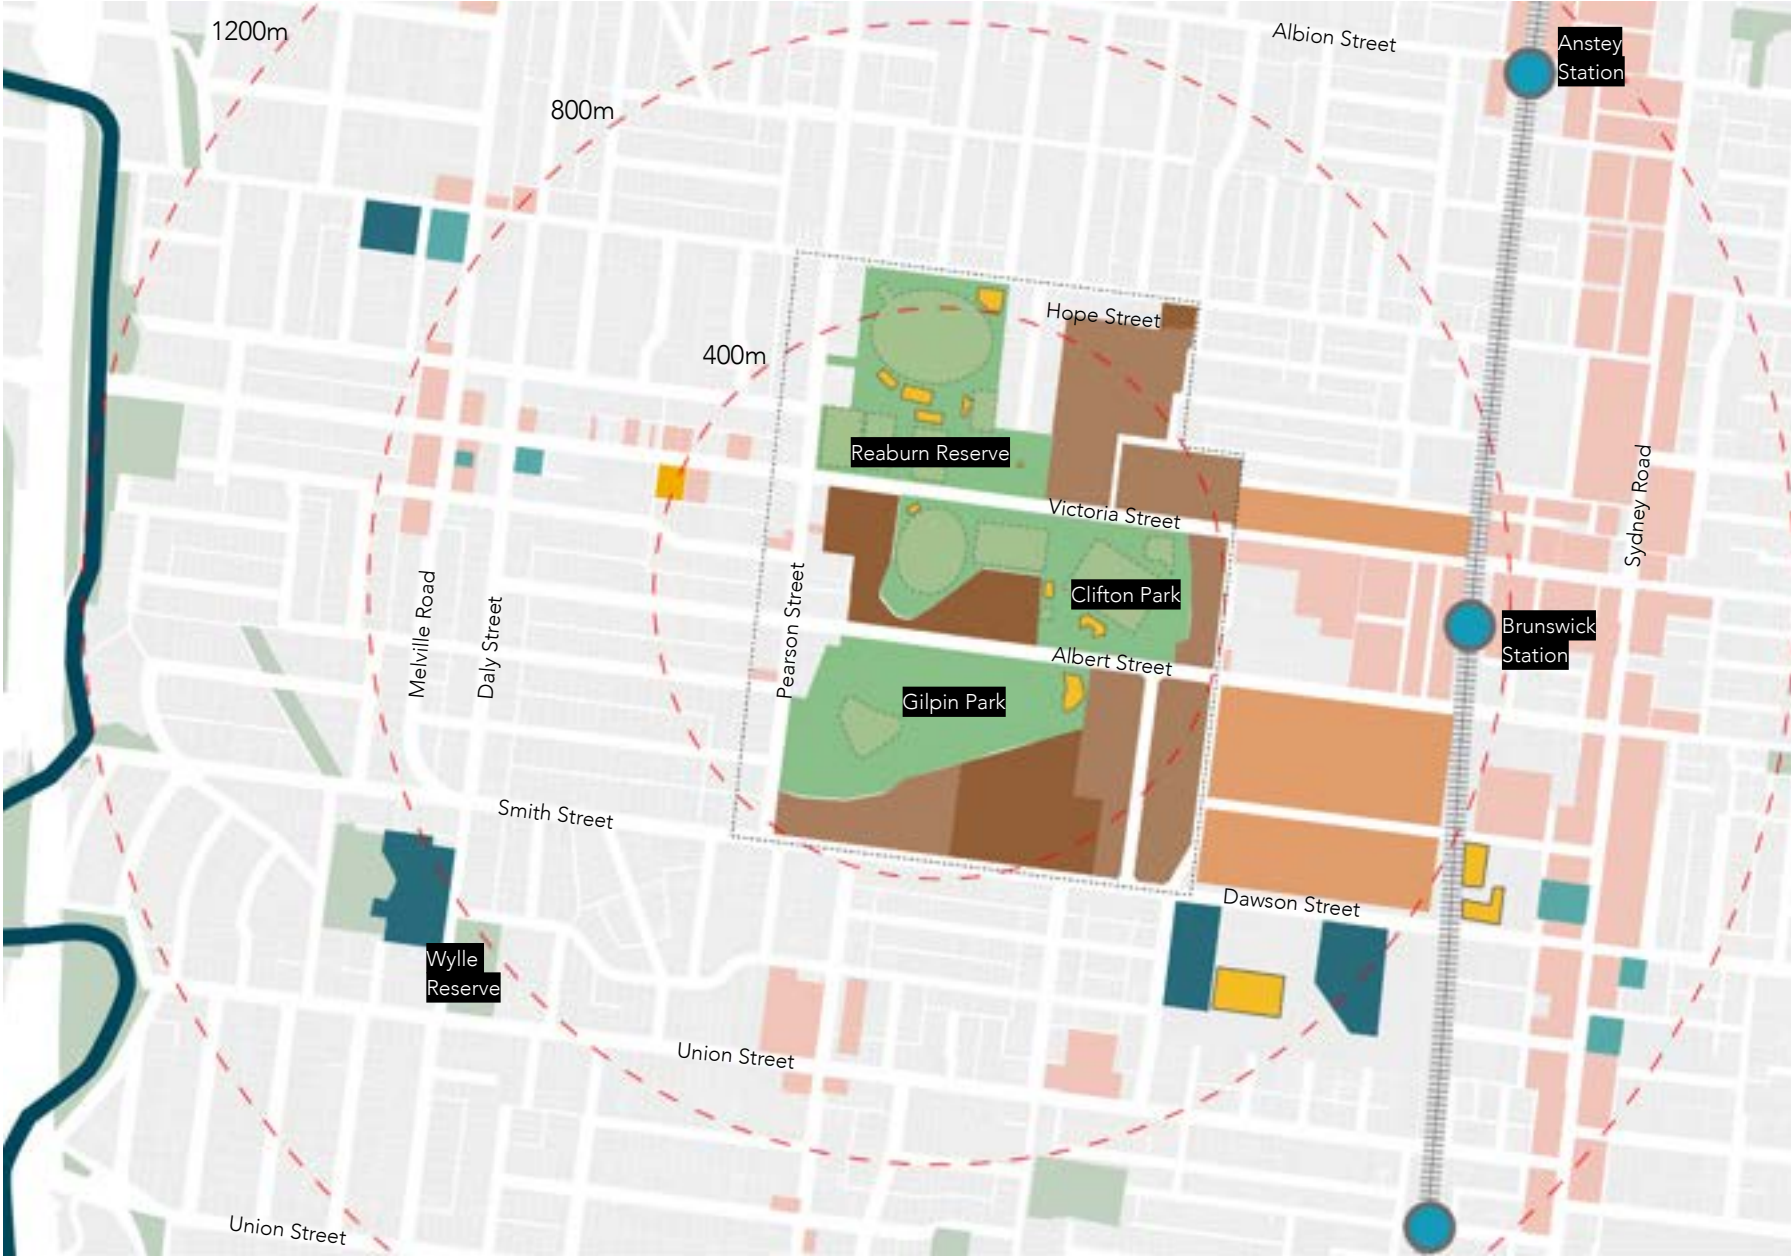 1200m
Albion Street
Anstey
Station
800m
Hope Street
400m
Reaburn Reserve
Victoria Street
Sydney Road
Clifton Park
Melville Road
Daly Street
Pearson Street
Brunswick
Station
Albert Street
Gilpin Park
Smith Street
Dawson Street
Wylle
Reserve
Union Street
Union Street